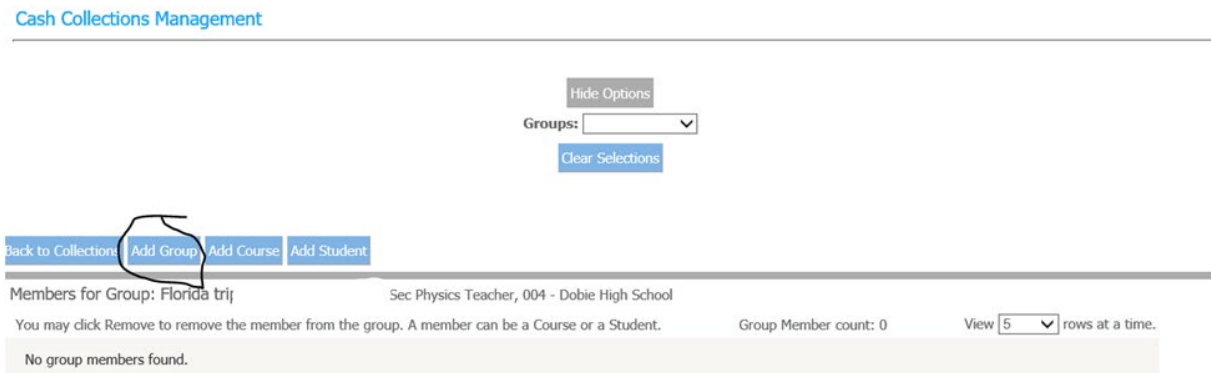 Cash Collections Management
Hide Options
Groups:
Clear Selections
Back to Collections Add Group Add Course Add Student
Members for Group: Florida trip Sec Physics Teacher, 004 - Dobie High School
You may click Remove to remove the member from the group. A member can be a Course or a Student. Group Member count: 0 View 5 rows at a time.
No group members found.